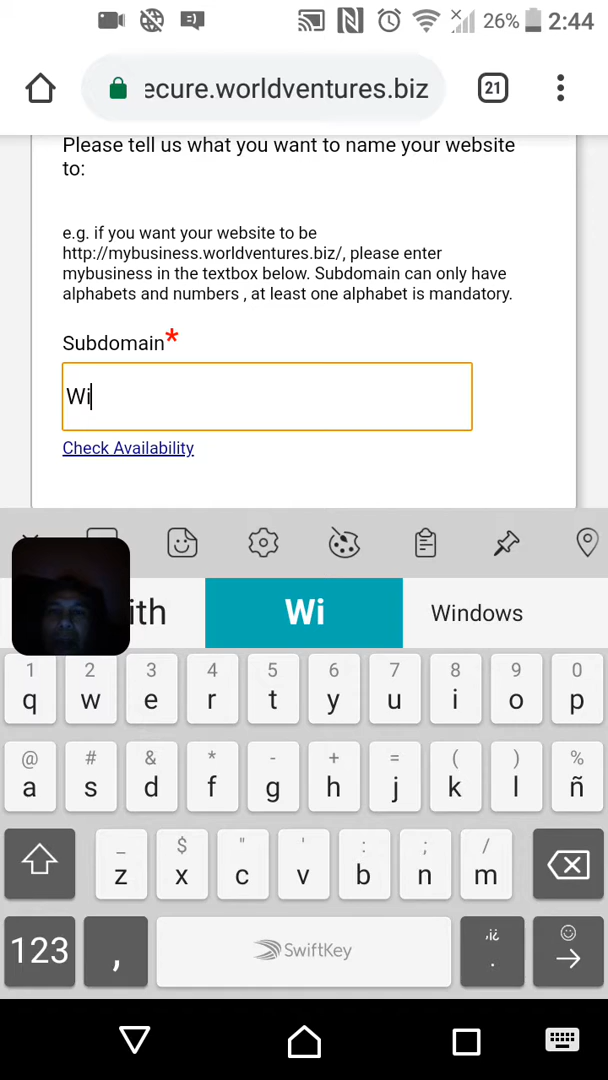 26% 2:44
ecure.worldventures.biz 21
Please tell us what you want to name your website
to:
e.g. if you want your website to be
http://mybusiness.worldventures.biz/, please enter
mybusiness in the textbox below. Subdomain can only have
alphabets and numbers , at least one alphabet is mandatory.
Subdomain*
Wi
Check Availability
ith Wi Windows
1 2 3 4 5 6 7 8 9 0
q w e r t y u i o p
@ # & * - + = ( ) %
a s d f g h j k l ñ
_ $ " ' : ; /
z x c v b n m
123 , SwiftKey ,¡¿ .